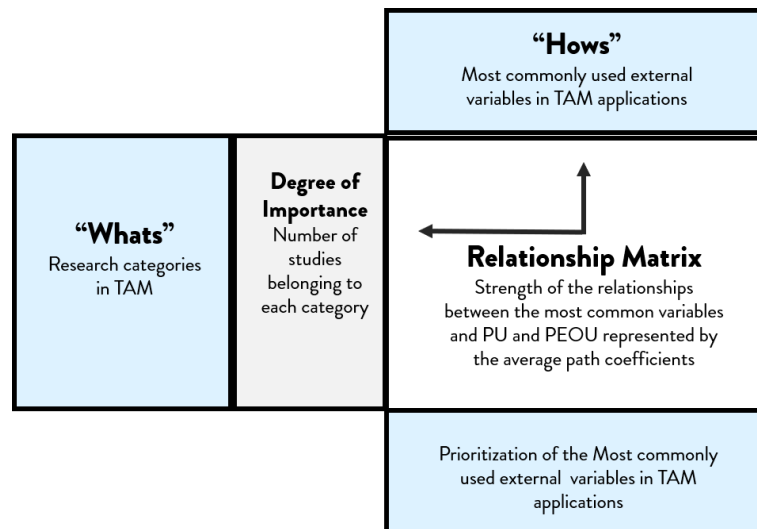 “Hows”
Most commonly used external
variables in TAM applications
“Whats”
Research categories
in TAM
Degree of
Importance
Number of
studies
belonging to
each category
Relationship Matrix
Strength of the relationships
between the most common variables
and PU and PEOU represented by
the average path coefficients
Prioritization of the Most commonly
used external variables in TAM
applications